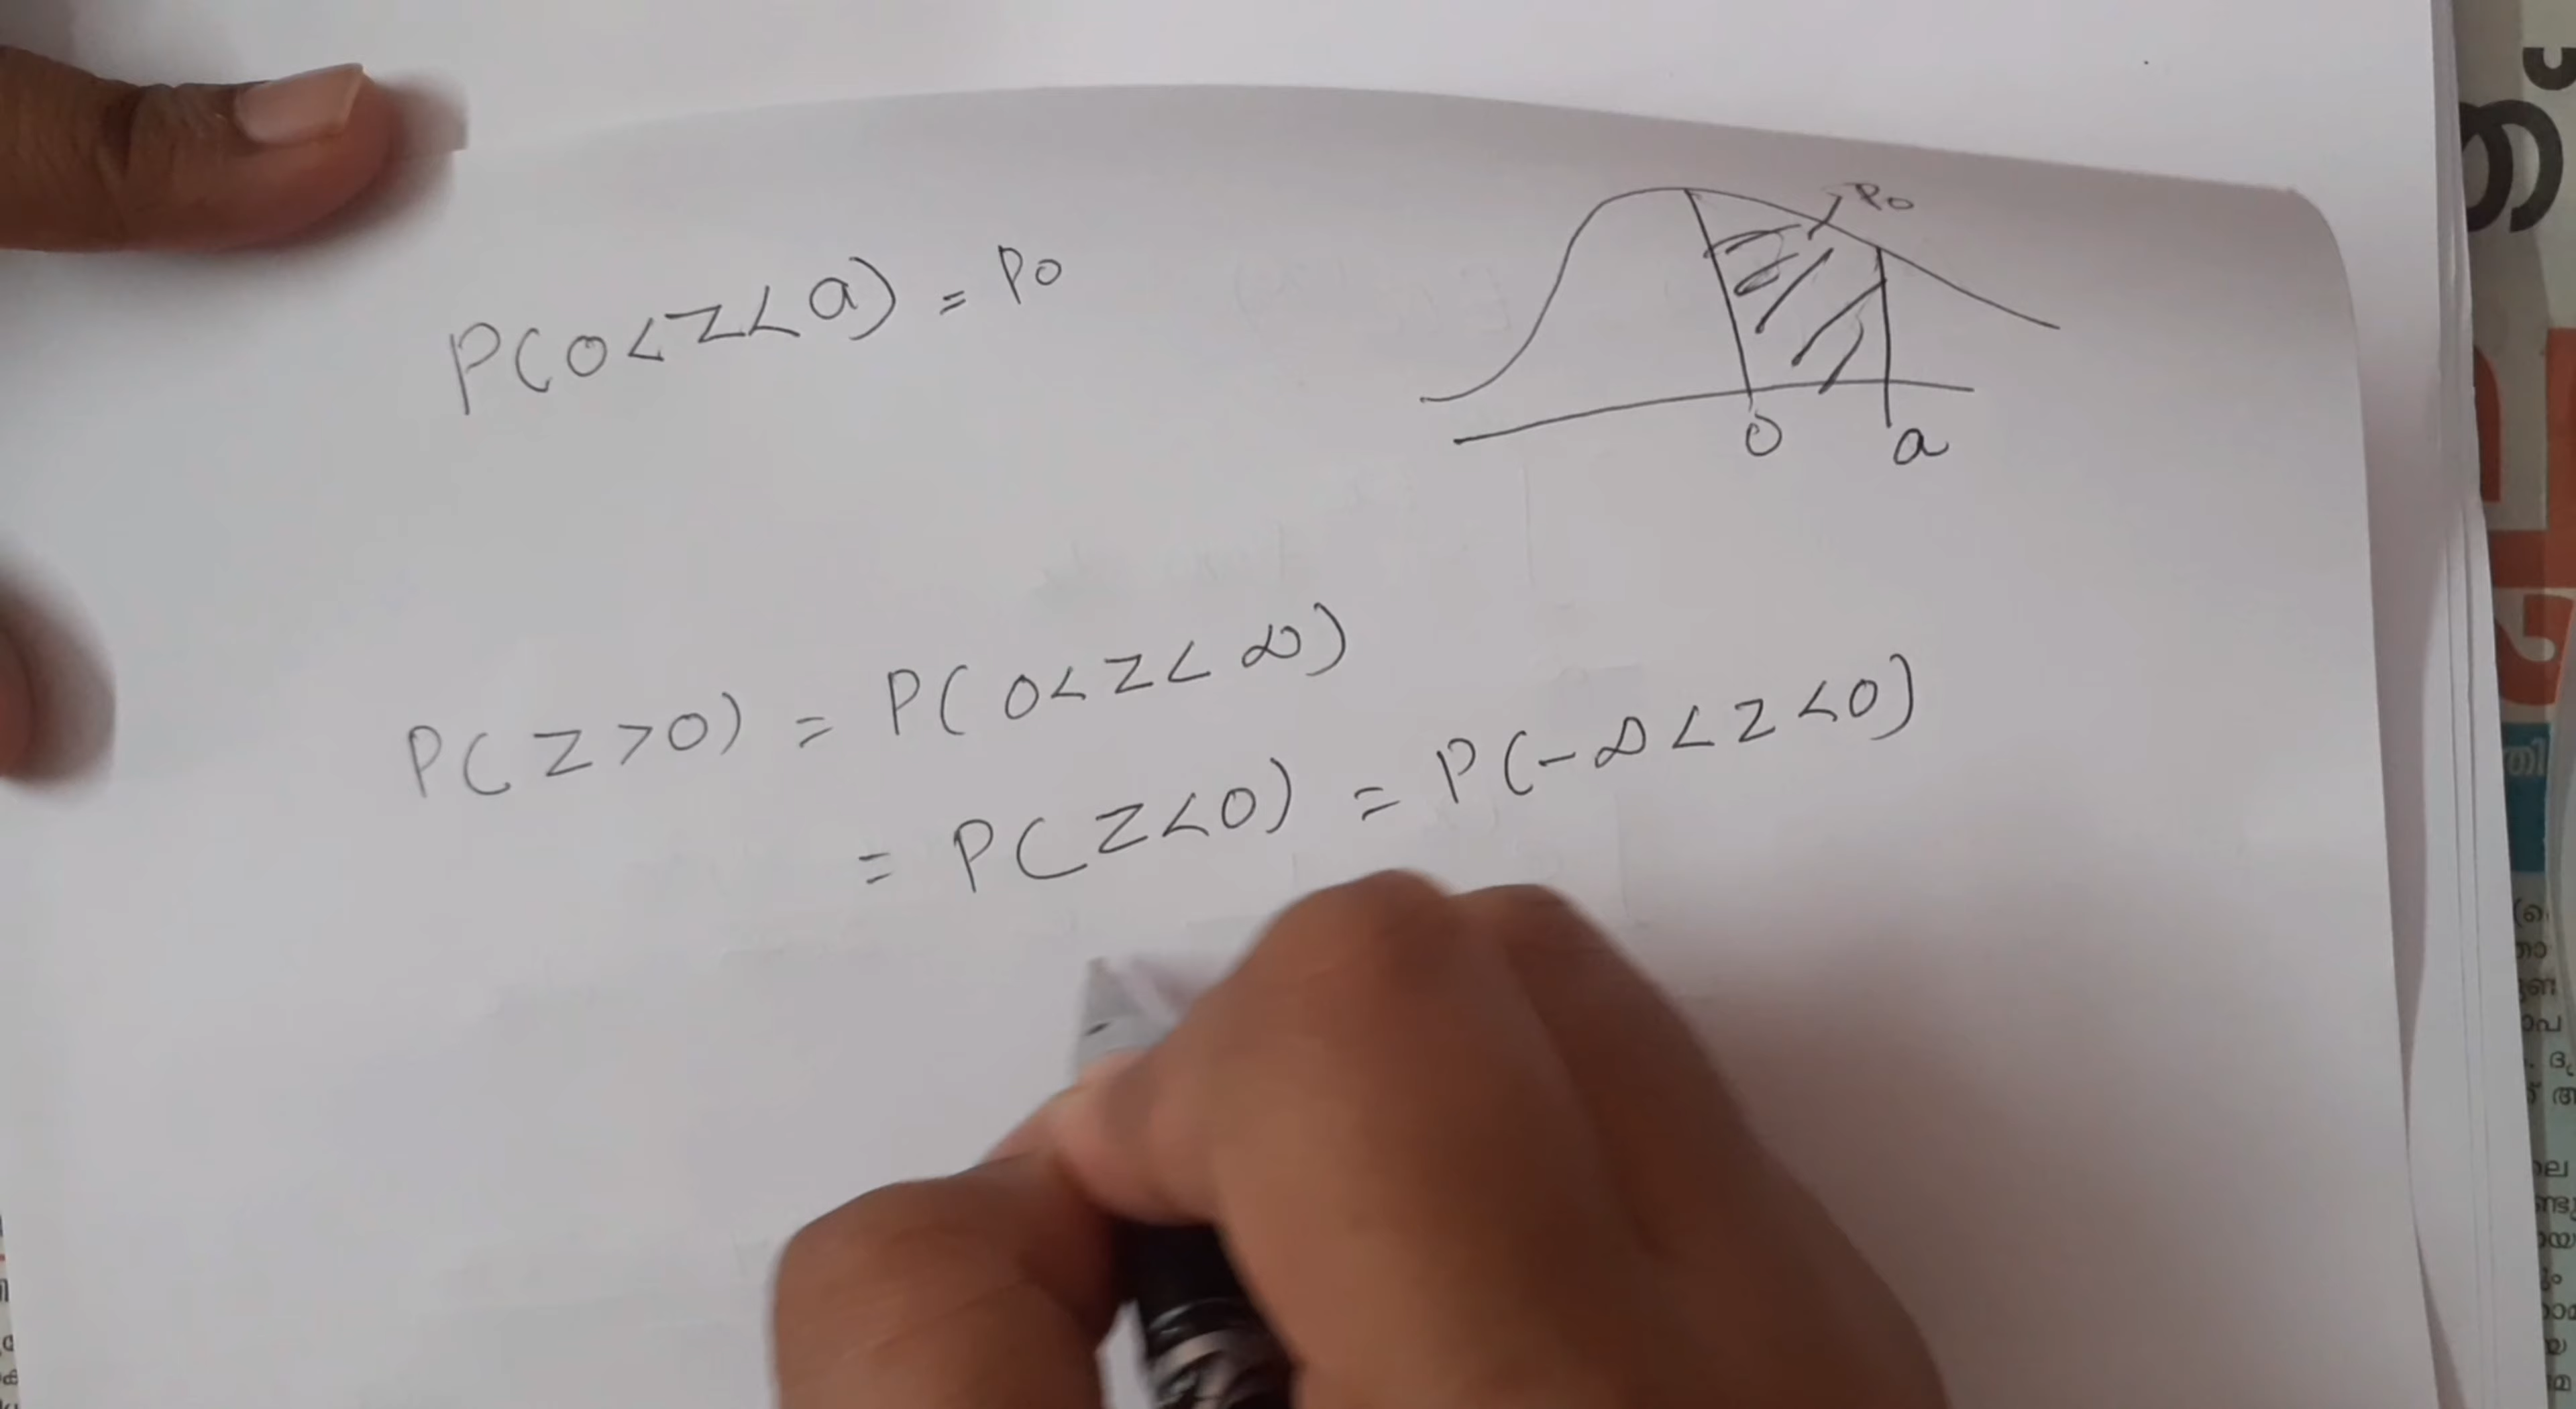 P(0<Z<a) = P0
P0
0 a
P(Z>0) = P(0<Z<∞)
= P(Z<0) = P(-∞<Z<0)